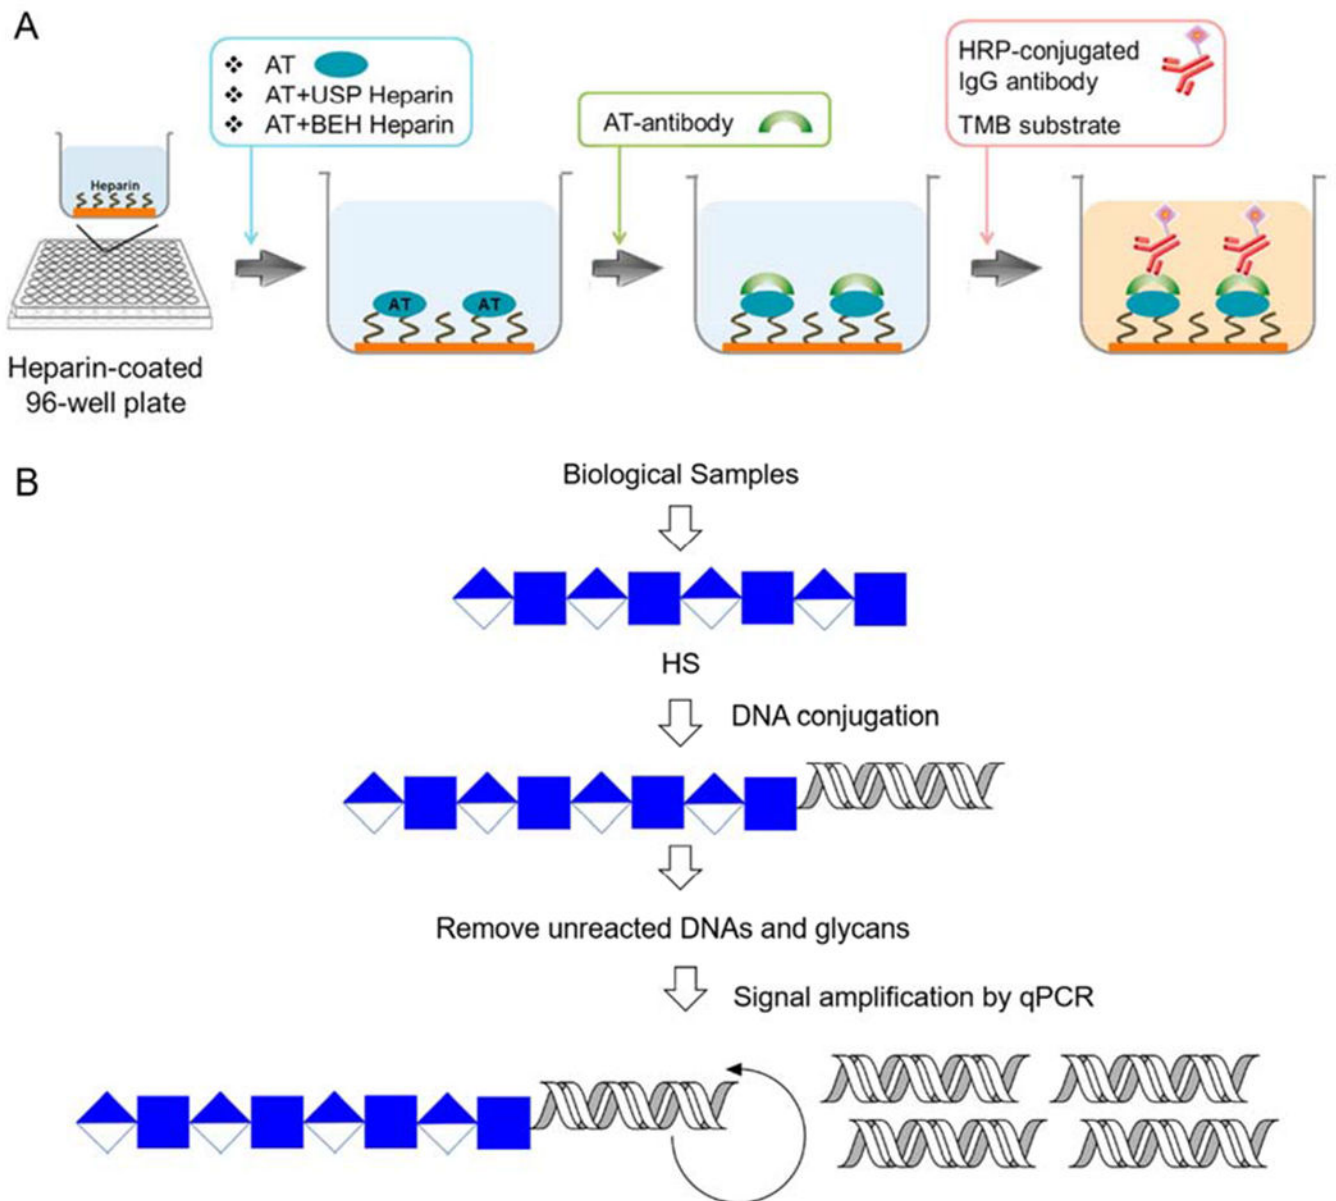 A
❖ AT
❖ AT+USP Heparin
❖ AT+BEH Heparin
AT-antibody
HRP-conjugated
IgG antibody
TMB substrate
Heparin
AT
AT
Heparin-coated
96-well plate
B
Biological Samples
HS
DNA conjugation
Remove unreacted DNAs and glycans
Signal amplification by qPCR